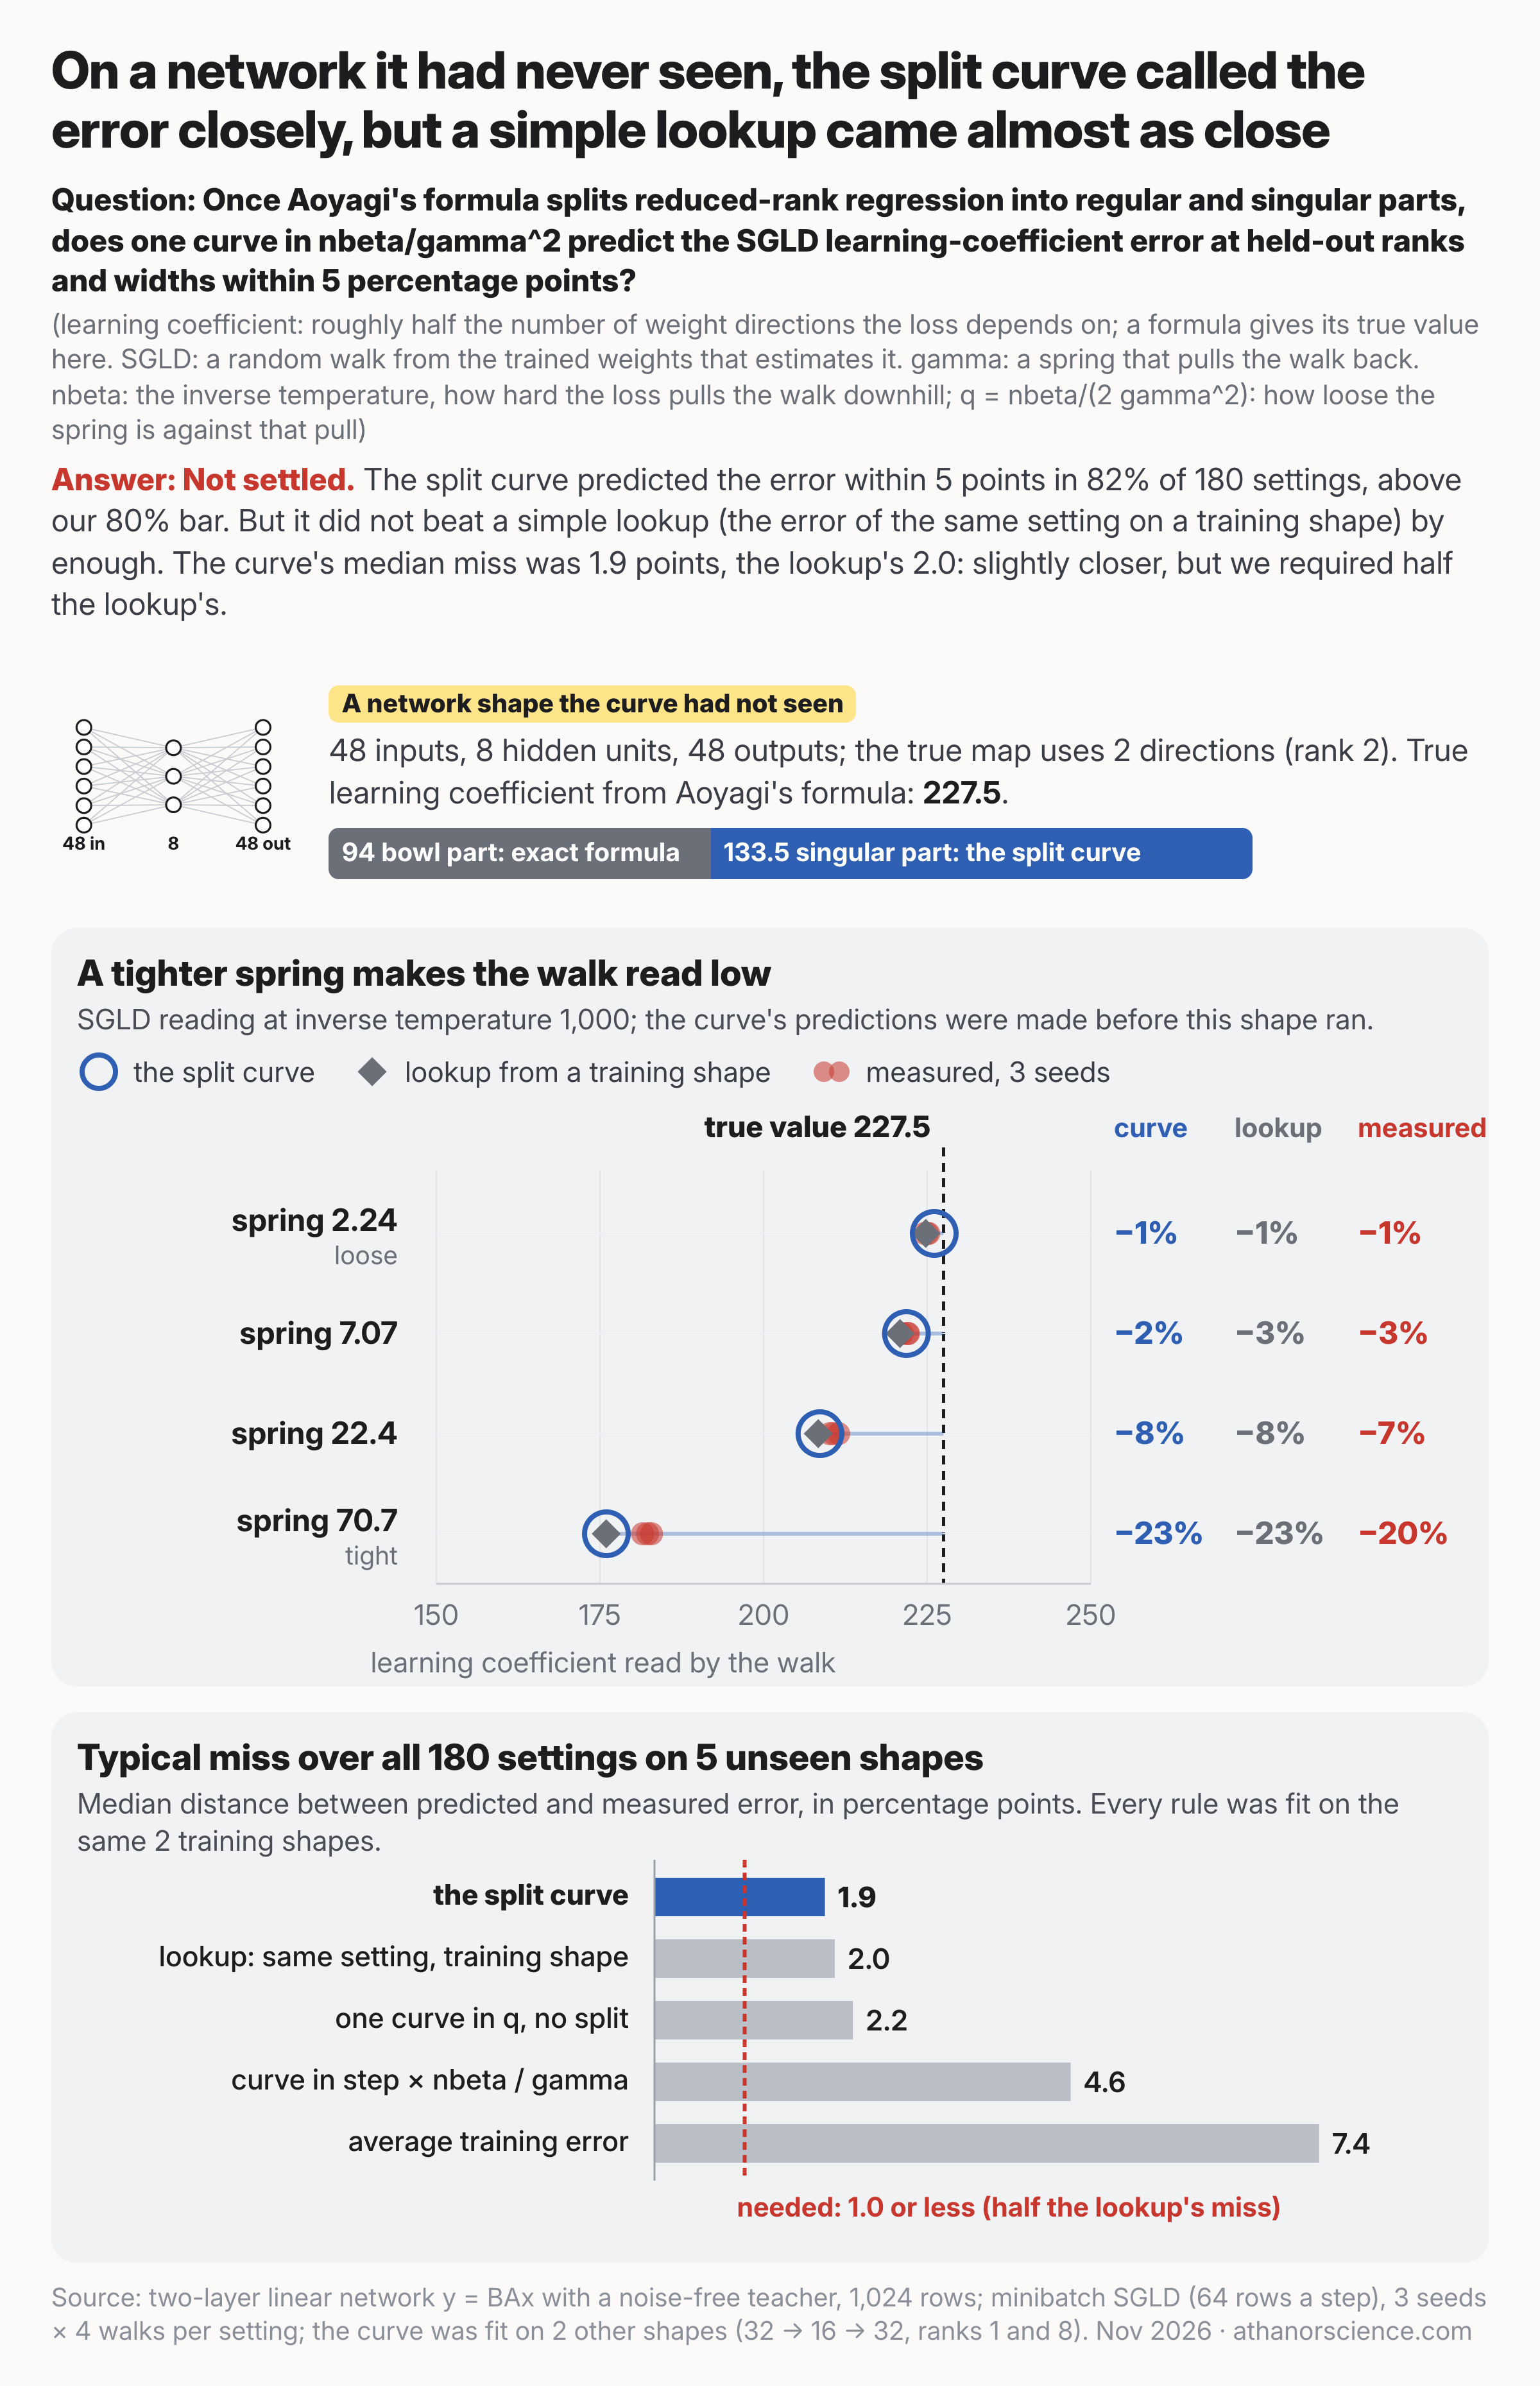 On a network it had never seen, the split curve called the
error closely, but a simple lookup came almost as close
Question: Once Aoyagi's formula splits reduced-rank regression into regular and singular parts,
does one curve in nbeta/gamma^2 predict the SGLD learning-coefficient error at held-out ranks
and widths within 5 percentage points?
(learning coefficient: roughly half the number of weight directions the loss depends on; a formula gives its true value
here. SGLD: a random walk from the trained weights that estimates it. gamma: a spring that pulls the walk back.
nbeta: the inverse temperature, how hard the loss pulls the walk downhill; q = nbeta/(2 gamma^2): how loose the
spring is against that pull)
Answer: Not settled. The split curve predicted the error within 5 points in 82% of 180 settings, above
our 80% bar. But it did not beat a simple lookup (the error of the same setting on a training shape) by
enough. The curve's median miss was 1.9 points, the lookup's 2.0: slightly closer, but we required half
the lookup's.
A network shape the curve had not seen
48 inputs, 8 hidden units, 48 outputs; the true map uses 2 directions (rank 2). True
learning coefficient from Aoyagi's formula: 227.5.
48 in 8 48 out
94 bowl part: exact formula 133.5 singular part: the split curve
A tighter spring makes the walk read low
SGLD reading at inverse temperature 1,000; the curve's predictions were made before this shape ran.
the split curve lookup from a training shape measured, 3 seeds
true value 227.5 curve lookup measured
spring 2.24 −1% −1% −1%
loose
spring 7.07 −2% −3% −3%
spring 22.4 −8% −8% −7%
spring 70.7 −23% −23% −20%
tight
150 175 200 225 250
learning coefficient read by the walk
Typical miss over all 180 settings on 5 unseen shapes
Median distance between predicted and measured error, in percentage points. Every rule was fit on the
same 2 training shapes.
the split curve 1.9
lookup: same setting, training shape 2.0
one curve in q, no split 2.2
curve in step × nbeta / gamma 4.6
average training error 7.4
needed: 1.0 or less (half the lookup's miss)
Source: two-layer linear network y = BAx with a noise-free teacher, 1,024 rows; minibatch SGLD (64 rows a step), 3 seeds
× 4 walks per setting; the curve was fit on 2 other shapes (32 → 16 → 32, ranks 1 and 8). Nov 2026 · athanorscience.com